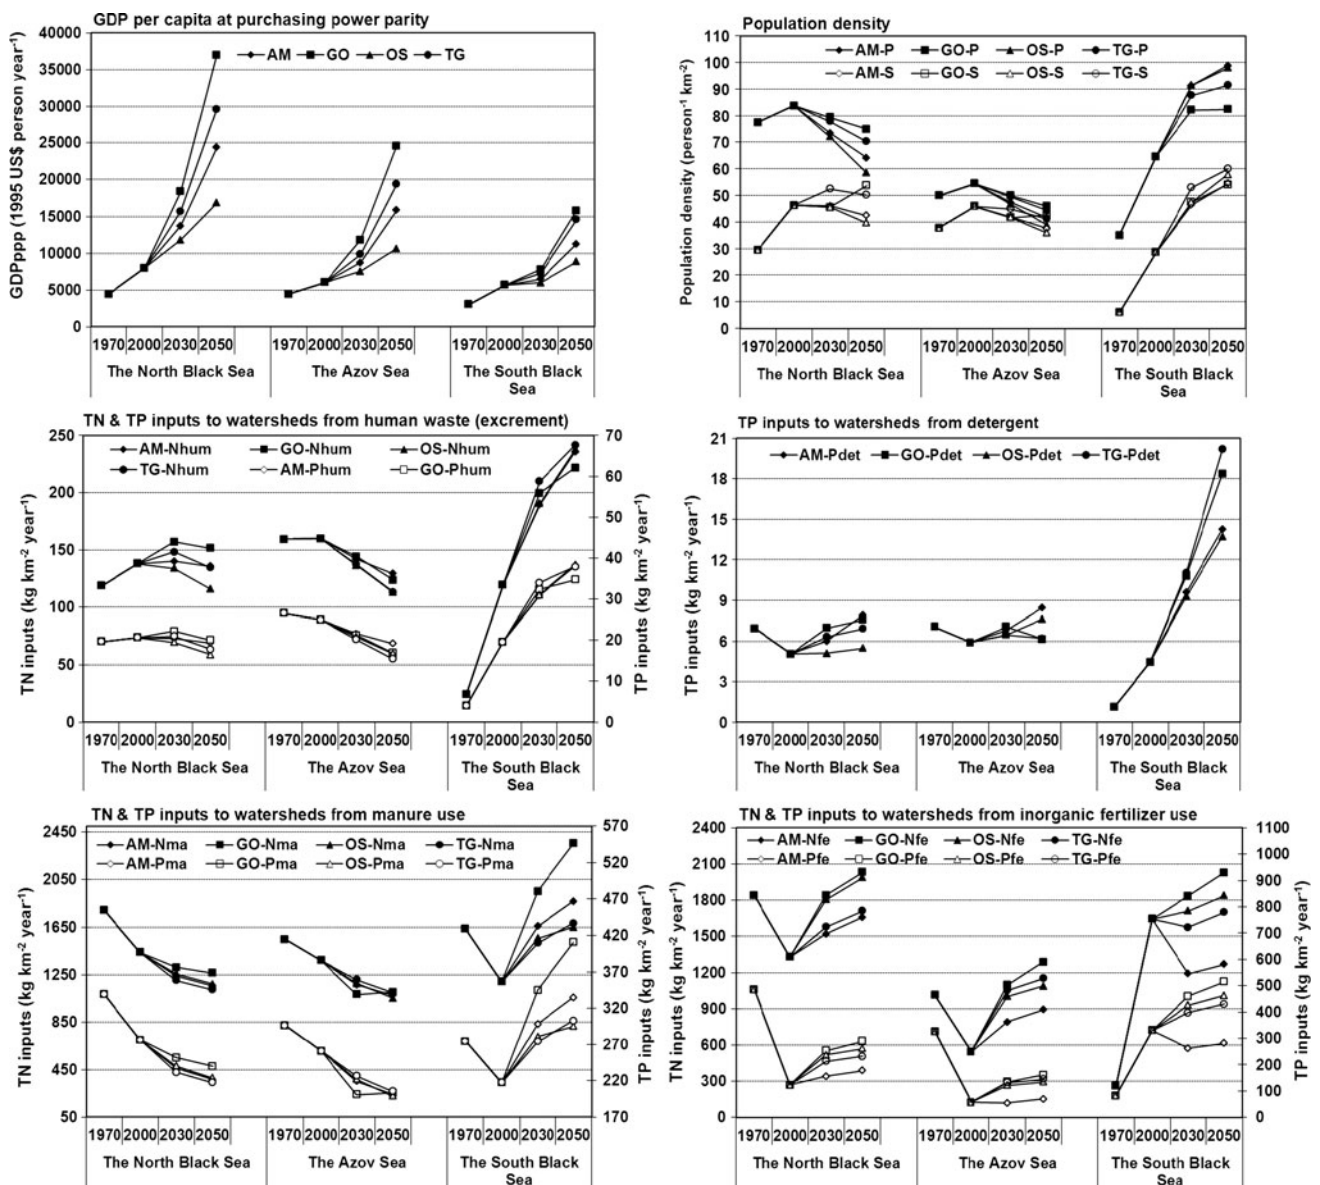 GDP per capita at purchasing power parity
GDPppp (1995 US$ person year-1)
40000
35000
30000
25000
20000
15000
10000
5000
0
AM GO OS TG
1970 2000 2030 2050 1970 2000 2030 2050 1970 2000 2030 2050
The North Black Sea The Azov Sea The South Black
Sea
Population density
Population density (person-1 km-2)
110
100
90
80
70
60
50
40
30
20
10
0
AM-P GO-P OS-P TG-P
AM-S GO-S OS-S TG-S
1970 2000 2030 2050 1970 2000 2030 2050 1970 2000 2030 2050
The North Black Sea The Azov Sea The South Black
Sea
TN & TP inputs to watersheds from human waste (excrement)
TN inputs (kg km-2 year-1)
250
200
150
100
50
0
AM-Nhum GO-Nhum OS-Nhum
TG-Nhum AM-Phum GO-Phum
70
60
50
40
30
20
10
0
TP inputs (kg km-2 year-1)
1970 2000 2030 2050 1970 2000 2030 2050 1970 2000 2030 2050
The North Black Sea The Azov Sea The South Black
Sea
TP inputs to watersheds from detergent
TP inputs (kg km-2 year-1)
21
18
15
12
9
6
3
0
AM-Pdet GO-Pdet OS-Pdet TG-Pdet
1970 2000 2030 2050 1970 2000 2030 2050 1970 2000 2030 2050
The North Black Sea The Azov Sea The South Black
Sea
TN & TP inputs to watersheds from manure use
TN inputs (kg km-2 year-1)
2450
2050
1650
1250
850
450
50
AM-Nma GO-Nma OS-Nma TG-Nma
AM-Pma GO-Pma OS-Pma TG-Pma
570
520
470
420
370
320
270
220
170
TP inputs (kg km-2 year-1)
1970 2000 2030 2050 1970 2000 2030 2050 1970 2000 2030 2050
The North Black Sea The Azov Sea The South Black
Sea
TN & TP inputs to watersheds from inorganic fertilizer use
TN inputs (kg km-2 year-1)
2400
2100
1800
1500
1200
900
600
300
0
AM-Nfe GO-Nfe OS-Nfe TG-Nfe
AM-Pfe GO-Pfe OS-Pfe TG-Pfe
1100
1000
900
800
700
600
500
400
300
200
100
0
TP inputs (kg km-2 year-1)
1970 2000 2030 2050 1970 2000 2030 2050 1970 2000 2030 2050
The North Black Sea The Azov Sea The South Black
Sea